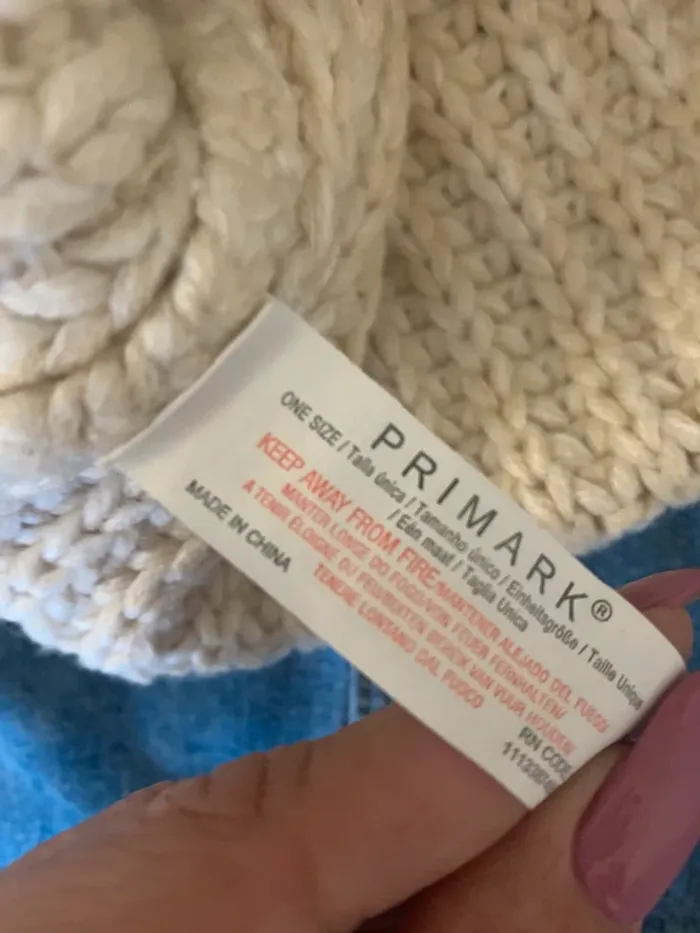 PRIMARK®
ONE SIZE / Talla única / Tamanho único / Einheitsgröße / Taille Unique
/ Eén maat / Taglia Unica
KEEP AWAY FROM FIRE/MANTENER ALEJADO DEL FUEGO/
MANTER LONGE DO FOGO/VON FEUER FERNHALTEN/
A TENIR ÉLOIGNÉ DU FEU/BUITEN BEREIK VAN VUUR HOUDEN/
TENERE LONTANO DAL FUOCO
MADE IN CHINA
RN CODE